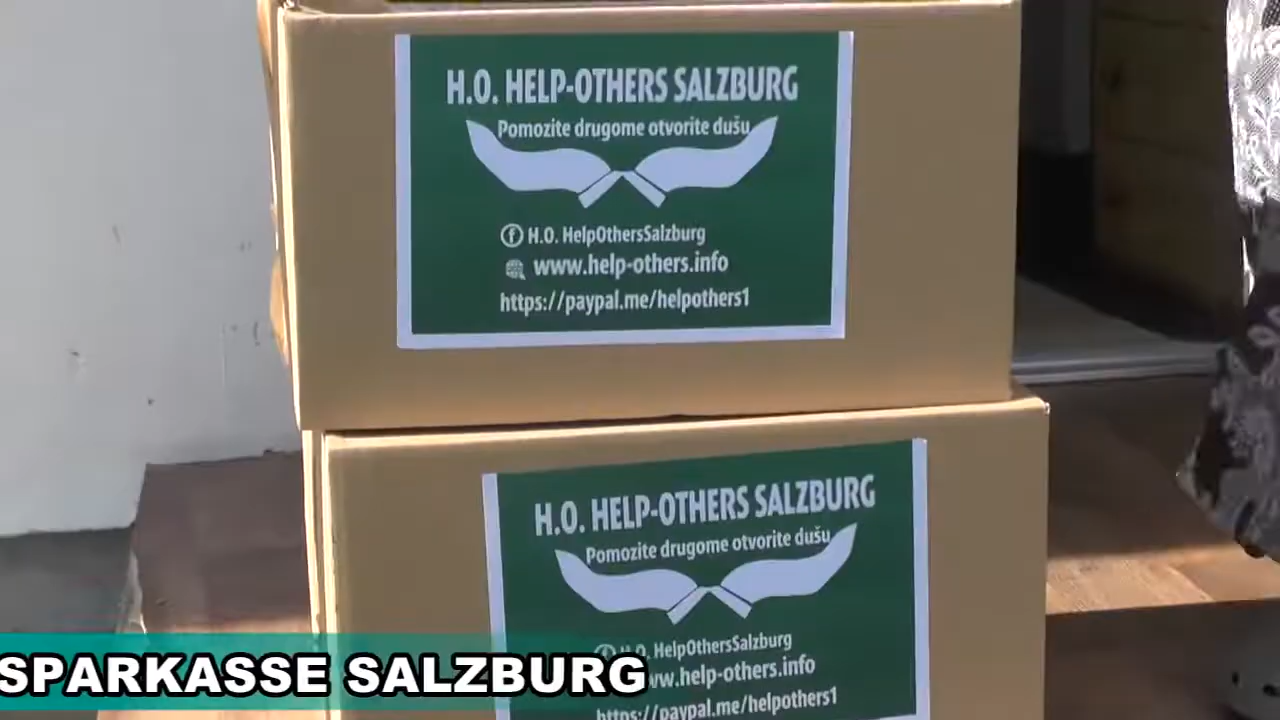 H.O. HELP-OTHERS SALZBURG
Pomozite drugome otvorite dušu
H.O. HelpOthersSalzburg
www.help-others.info
https://paypal.me/helpothers1
H.O. HELP-OTHERS SALZBURG
Pomozite drugome otvorite dušu
H.O. HelpOthersSalzburg
www.help-others.info
https://paypal.me/helpothers1
SPARKASSE SALZBURG